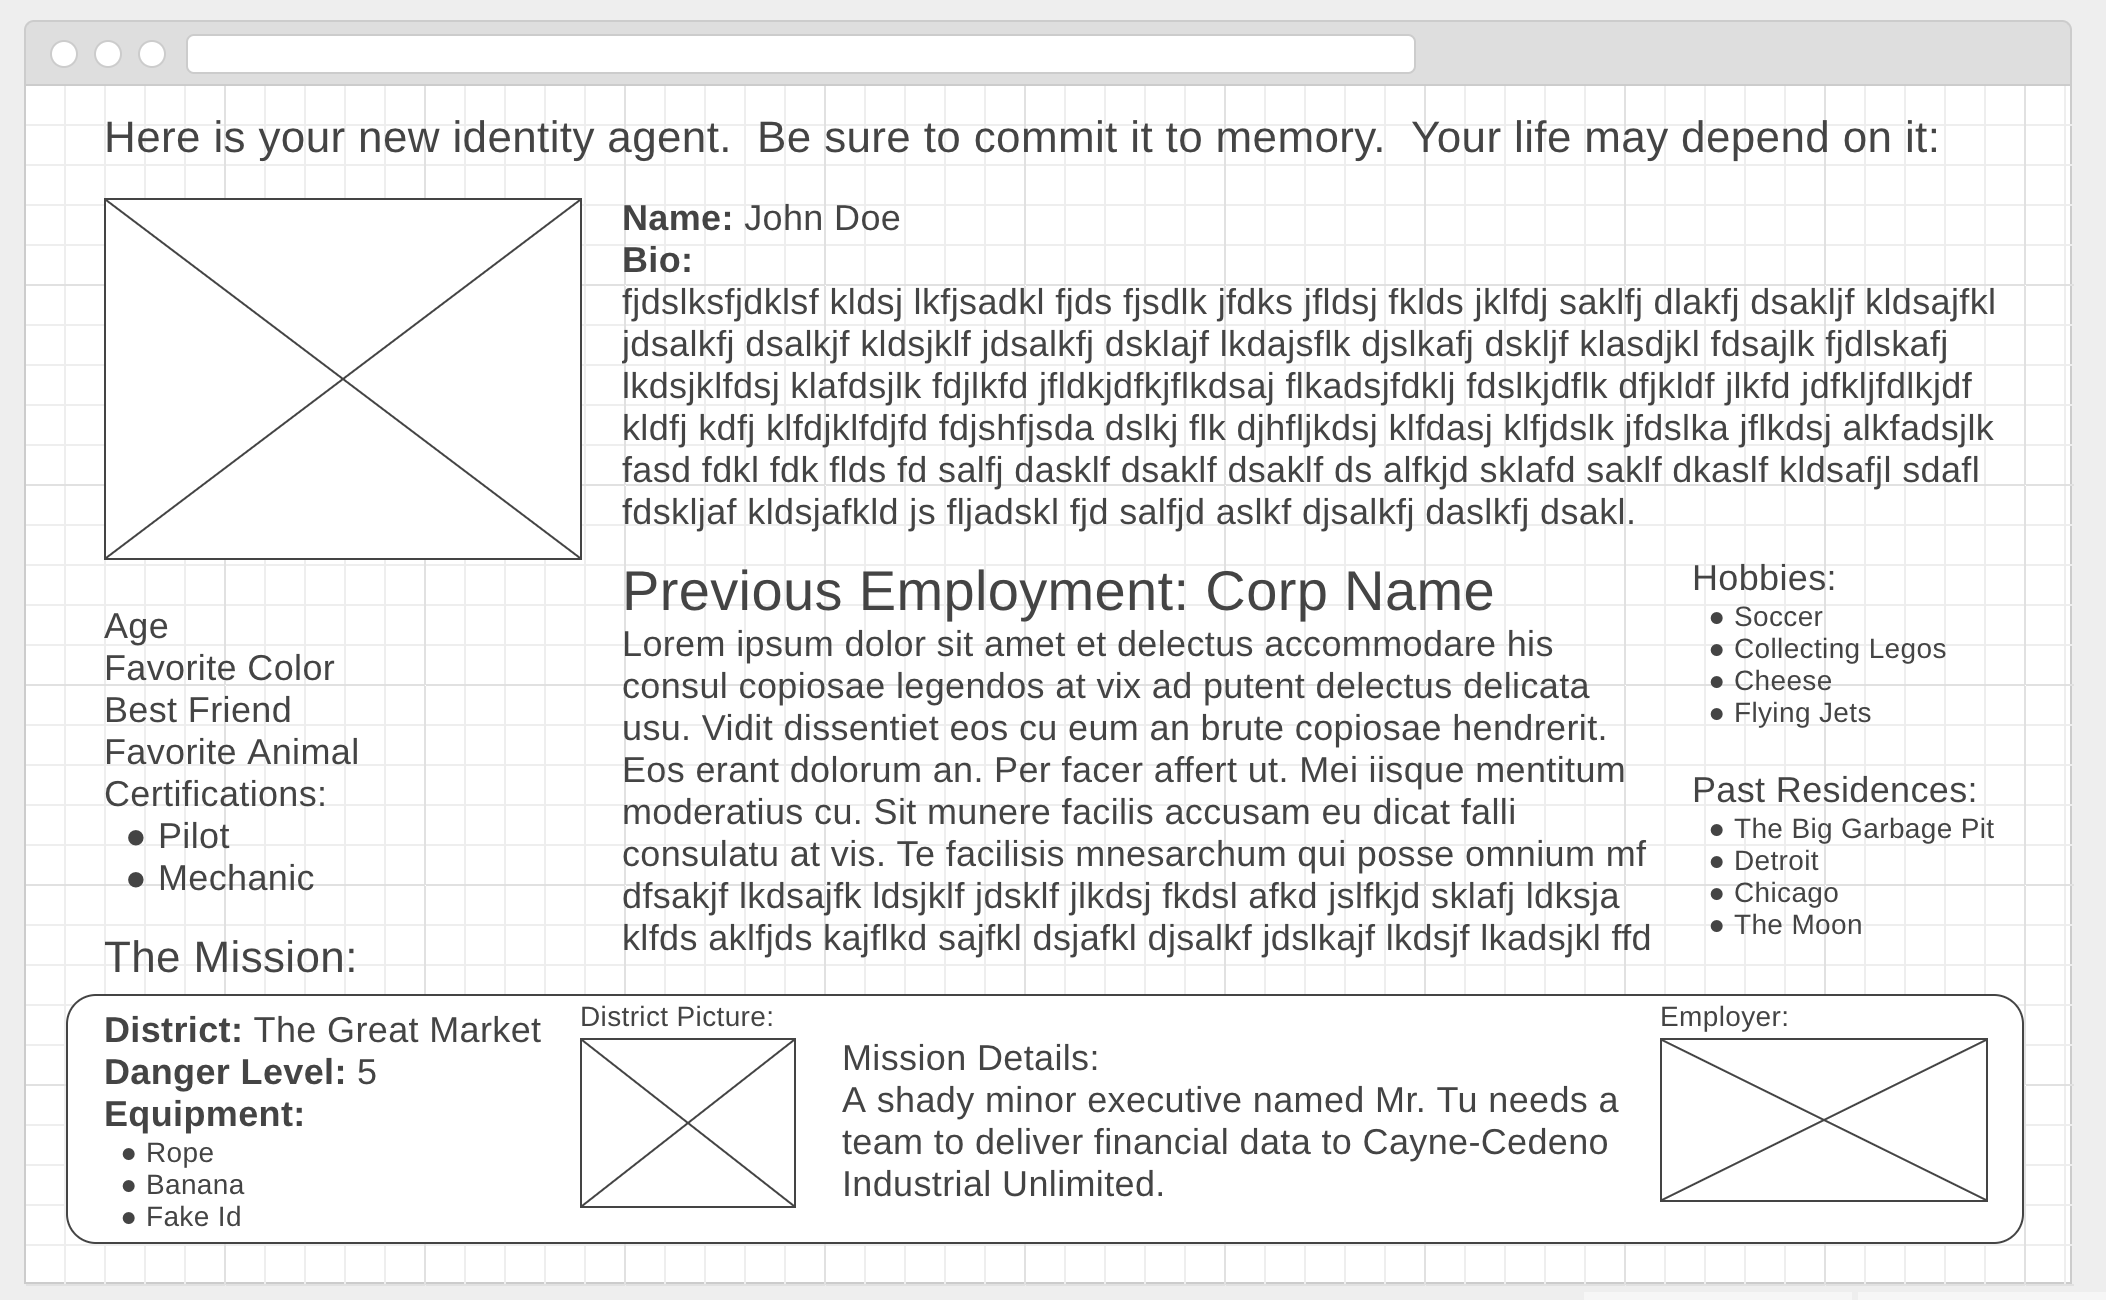 Here is your new identity agent.  Be sure to commit it to memory.  Your life may depend on it:
Name: John Doe
Bio:
fjdslksfjdklsf kldsj lkfjsadkl fjds fjsdlk jfdks jfldsj fklds jklfdj saklfj dlakfj dsakljf kldsajfkl
jdsalkfj dsalkjf kldsjklf jdsalkfj dsklajf lkdajsflk djslkafj dskljf klasdjkl fdsajlk fjdlskafj
lkdsjklfdsj klafdsjlk fdjlkfd jfldkjdfkjflkdsaj flkadsjfdklj fdslkjdflk dfjkldf jlkfd jdfkljfdlkjdf
kldfj kdfj klfdjklfdjfd fdjshfjsda dslkj flk djhfljkdsj klfdasj klfjdslk jfdslka jflkdsj alkfadsjlk
fasd fdkl fdk flds fd salfj dasklf dsaklf dsaklf ds alfkjd sklafd saklf dkaslf kldsafjl sdafl
fdskljaf kldsjafkld js fljadskl fjd salfjd aslkf djsalkfj daslkfj dsakl.
Age
Favorite Color
Best Friend
Favorite Animal
Certifications:
● Pilot
● Mechanic
Previous Employment: Corp Name
Lorem ipsum dolor sit amet et delectus accommodare his
consul copiosae legendos at vix ad putent delectus delicata
usu. Vidit dissentiet eos cu eum an brute copiosae hendrerit.
Eos erant dolorum an. Per facer affert ut. Mei iisque mentitum
moderatius cu. Sit munere facilis accusam eu dicat falli
consulatu at vis. Te facilisis mnesarchum qui posse omnium mf
dfsakjf lkdsajfk ldsjklf jdsklf jlkdsj fkdsl afkd jslfkjd sklafj ldksja
klfds aklfjds kajflkd sajfkl dsjafkl djsalkf jdslkajf lkdsjf lkadsjkl ffd
Hobbies:
● Soccer
● Collecting Legos
● Cheese
● Flying Jets
Past Residences:
● The Big Garbage Pit
● Detroit
● Chicago
● The Moon
The Mission:
District: The Great Market
Danger Level: 5
Equipment:
● Rope
● Banana
● Fake Id
District Picture:
Mission Details:
A shady minor executive named Mr. Tu needs a
team to deliver financial data to Cayne-Cedeno
Industrial Unlimited.
Employer: